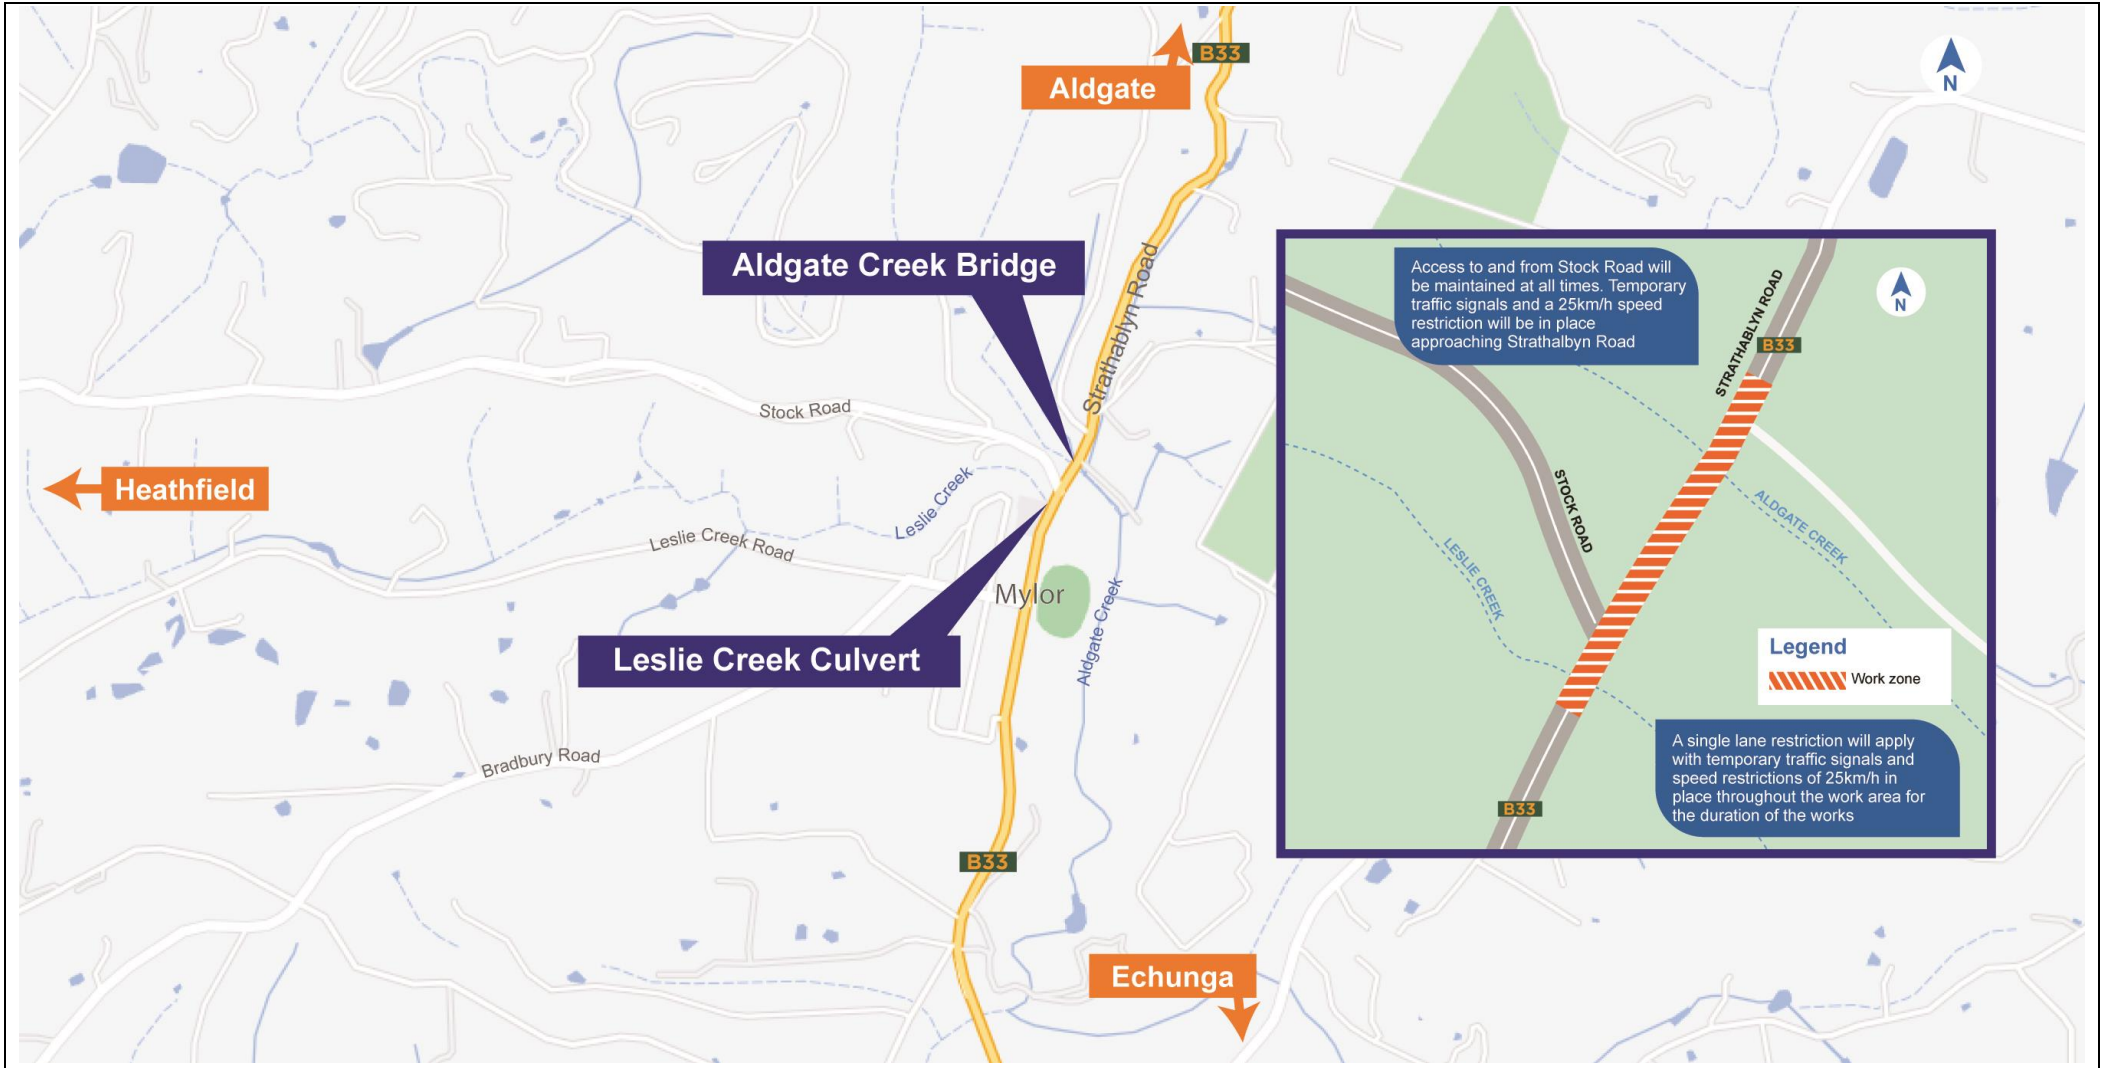 B33
Aldgate
N
Aldgate Creek Bridge
Strathablyn Road
Stock Road
Heathfield
Leslie Creek
Leslie Creek Road
Mylor
Aldgate Creek
Leslie Creek Culvert
Bradbury Road
B33
Echunga
Access to and from Stock Road will
be maintained at all times. Temporary
traffic signals and a 25km/h speed
restriction will be in place
approaching Strathalbyn Road
STRATHABLYN ROAD
N
B33
STOCK ROAD
ALDGATE CREEK
LESLIE CREEK
Legend
Work zone
A single lane restriction will apply
with temporary traffic signals and
speed restrictions of 25km/h in
place throughout the work area for
the duration of the works
B33